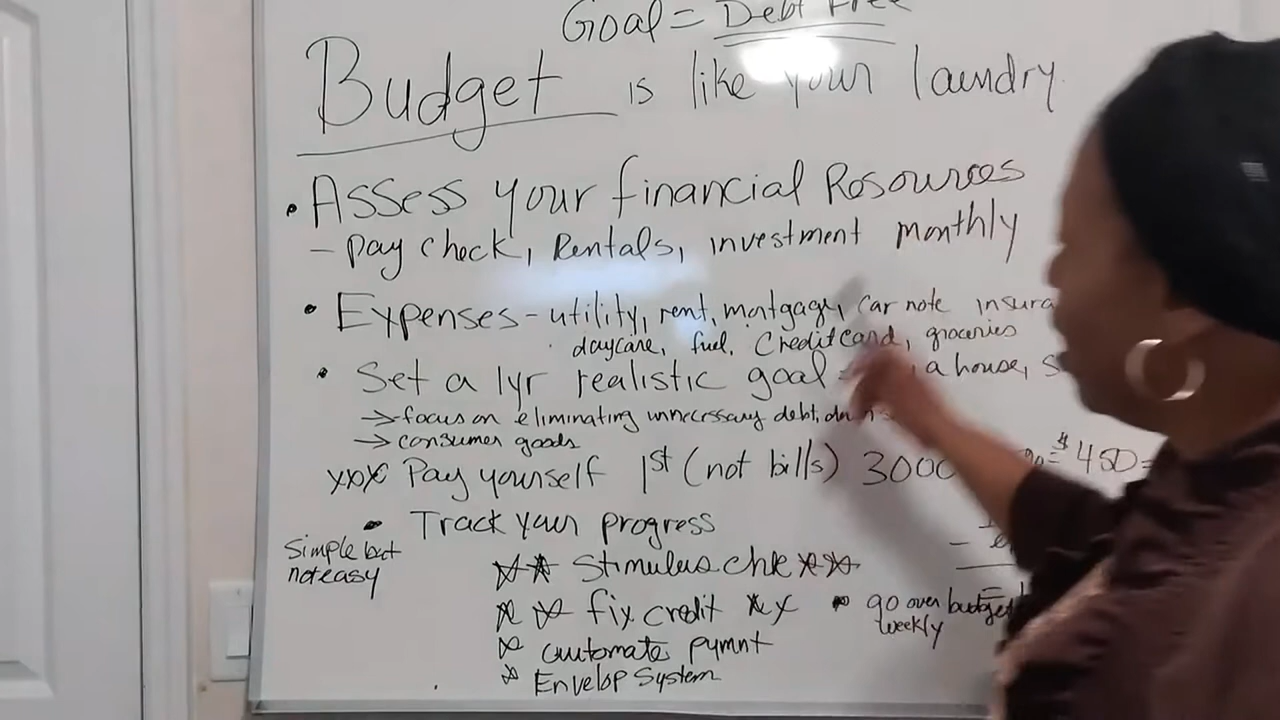 Goal = Debt Free
Budget is like your laundry.
• Assess your financial Resources
- pay check, Rentals, investment monthly
• Expenses - utility, rent, mortgage, car note
daycare, fuel, Credit card, groceries
• Set a 1yr realistic goal a house,
→ focus on eliminating unnecessary debt,
→ consumer goods
xxx Pay yourself 1st (not bills) 3000 $450=
• Track your progress
Simple but
not easy
Stimulus chk
fix credit
• go over budget
weekly
automate pymnt
Envelop System